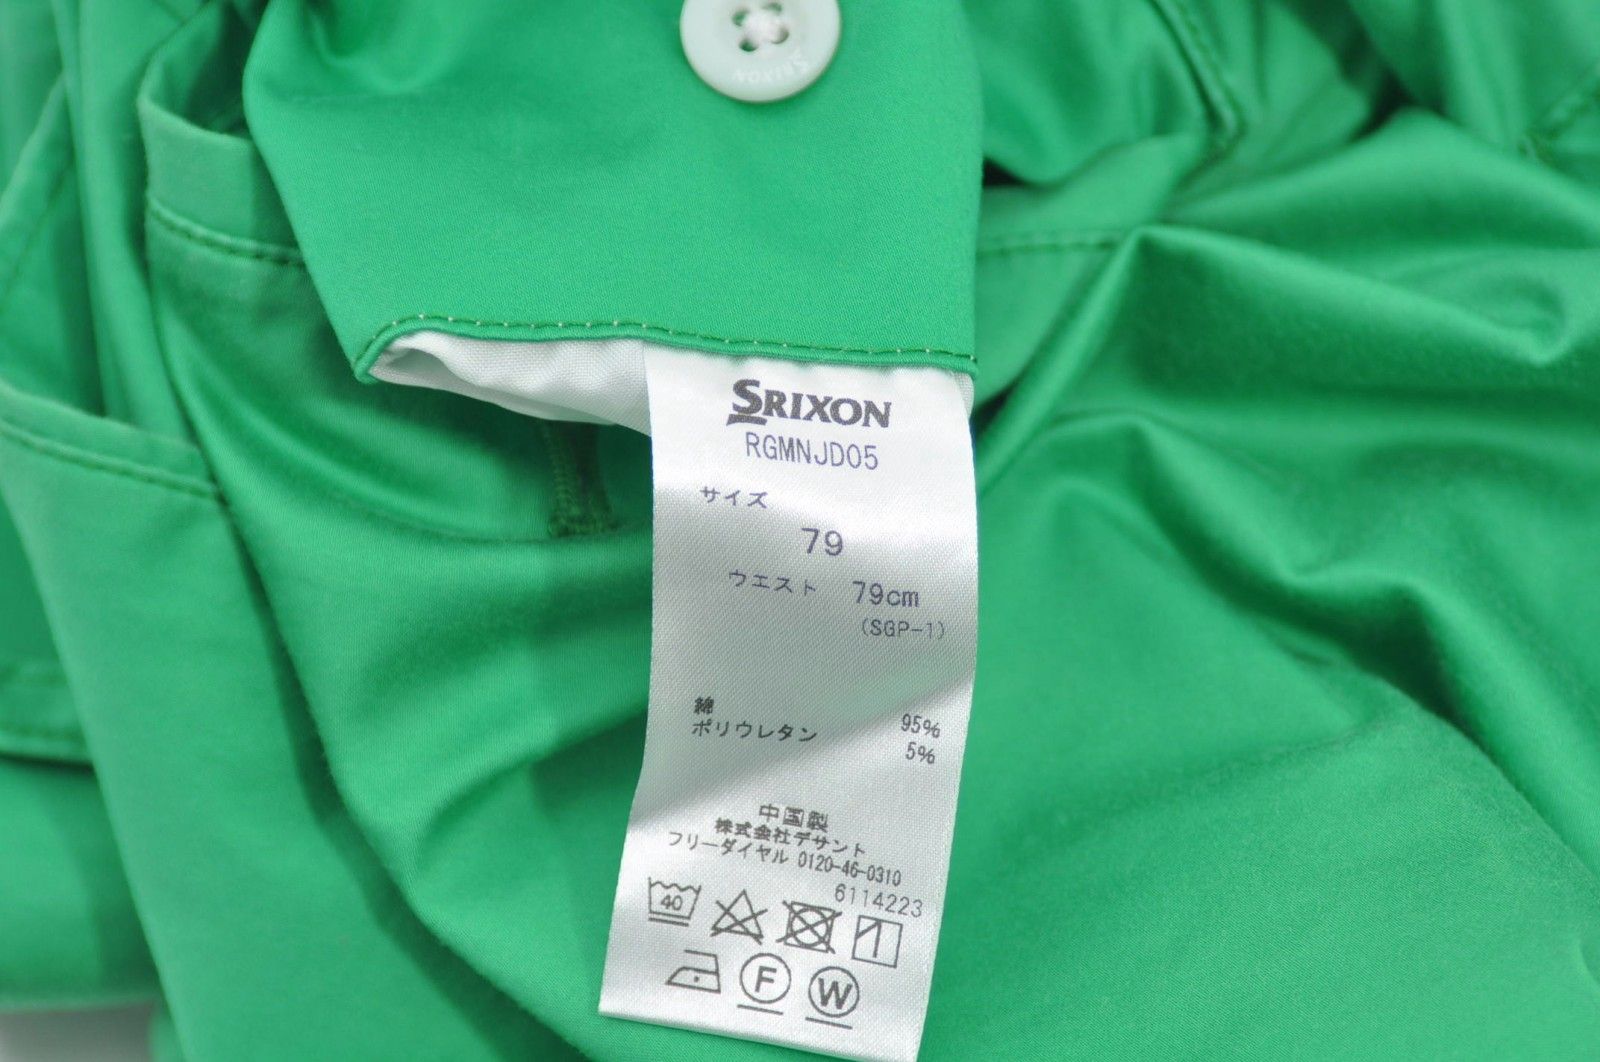 SRIXON
SRIXON
RGMNJD05
サイズ
79
ウエスト 79cm
(SGP-1)
綿 95%
ポリウレタン 5%
中国製
株式会社デサント
フリーダイヤル 0120-46-0310
6114223
40
F W